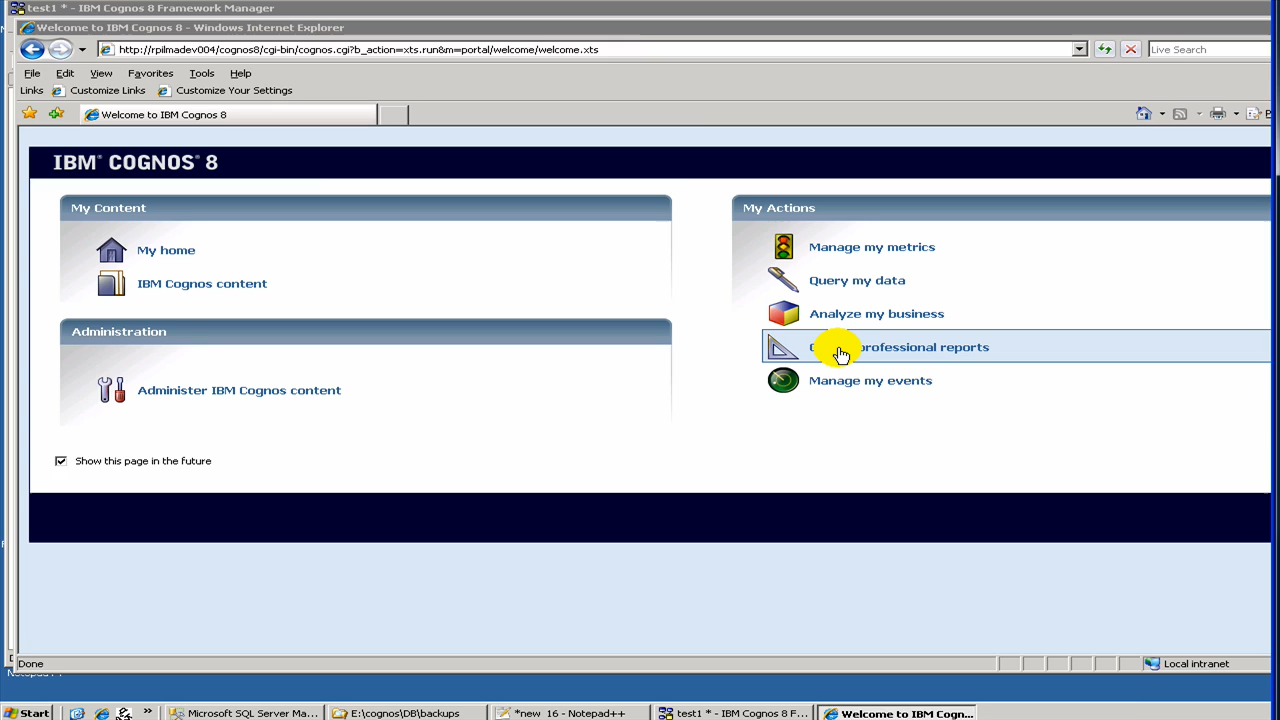 test1 * - IBM Cognos 8 Framework Manager
Welcome to IBM Cognos 8 - Windows Internet Explorer
http://rpilmadev004/cognos8/cgi-bin/cognos.cgi?b_action=xts.run&m=portal/welcome/welcome.xts
Live Search
File Edit View Favorites Tools Help
Links Customize Links Customize Your Settings
Welcome to IBM Cognos 8
IBM® COGNOS® 8
My Content
My home
IBM Cognos content
Administration
Administer IBM Cognos content
Show this page in the future
My Actions
Manage my metrics
Query my data
Analyze my business
professional reports
Manage my events
Done
Local intranet
Start
»
Microsoft SQL Server Ma...
E:\cognos\DB\backups
*new 16 - Notepad++
test1 * - IBM Cognos 8 F...
Welcome to IBM Cogn...